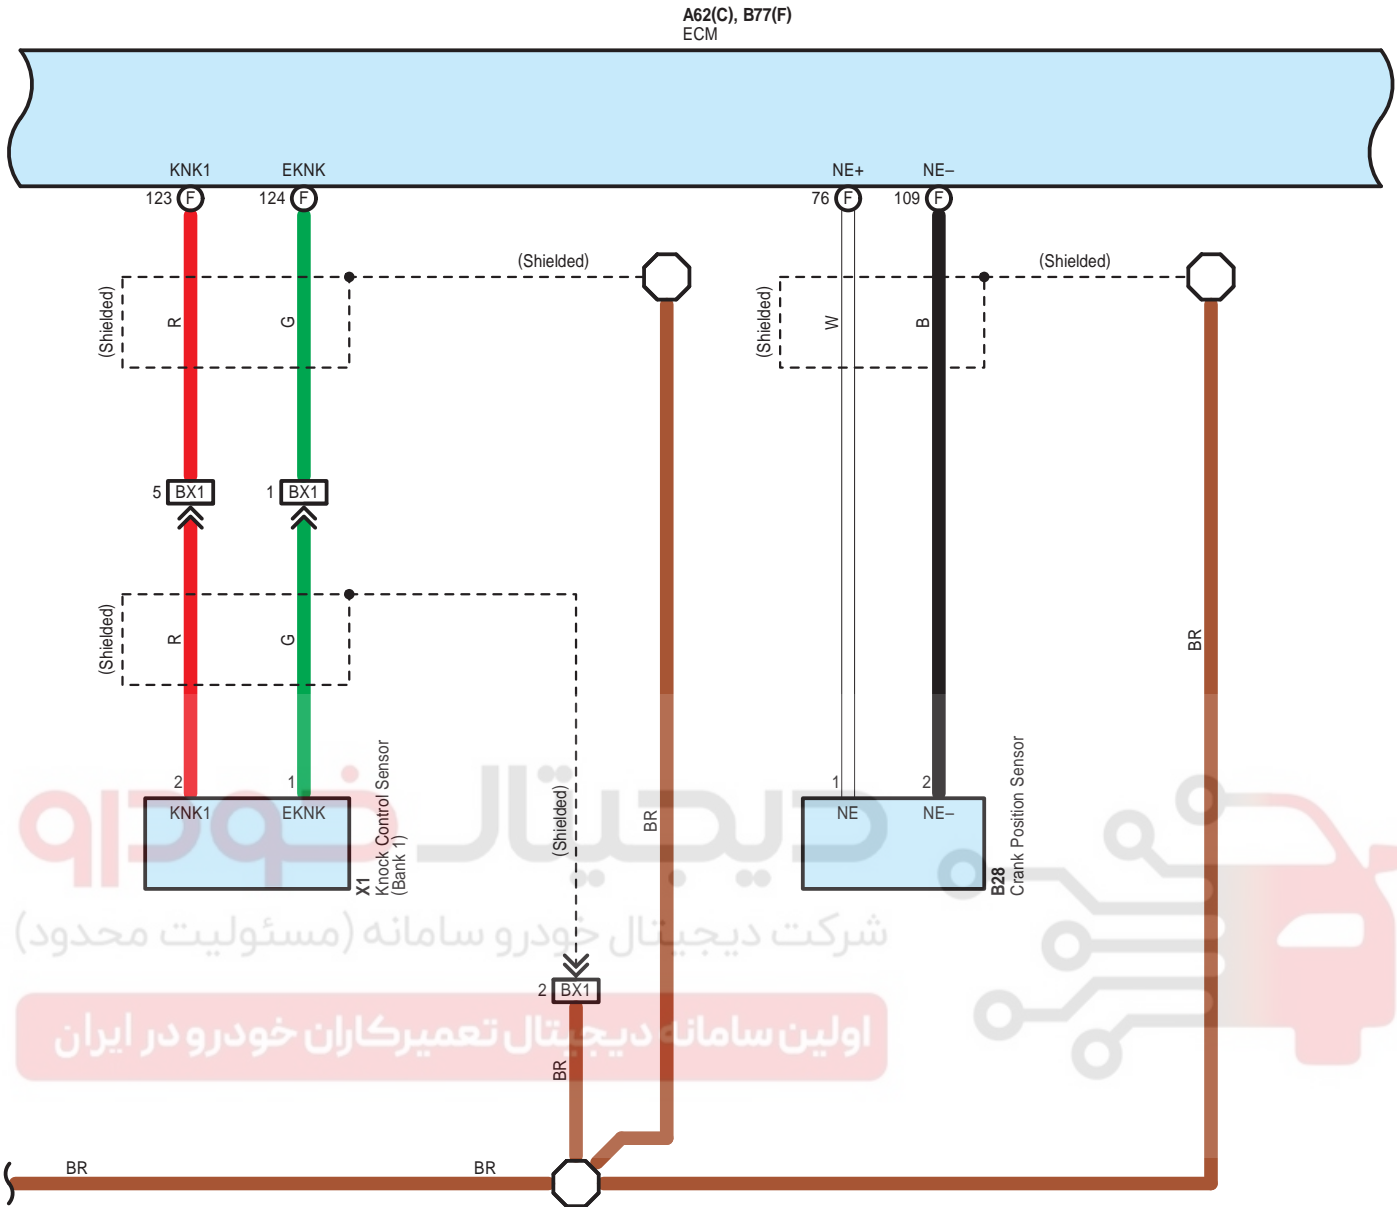 A62(C), B77(F)
ECM
KNK1
EKNK
NE+
NE–
123 F
124 F
76 F
109 F
(Shielded)
(Shielded)
(Shielded)
(Shielded)
R
G
W
B
5 BX1
1 BX1
(Shielded)
R
G
BR
2
1
1
2
KNK1
EKNK
NE
NE–
X1
Knock Control Sensor
(Bank 1)
(Shielded)
BR
B28
Crank Position Sensor
دیجیتال خودرو
شرکت دیجیتال خودرو سامانه (مسئولیت محدود)
2 BX1
اولین سامانه دیجیتال تعمیرکاران خودرو در ایران
BR
BR
BR